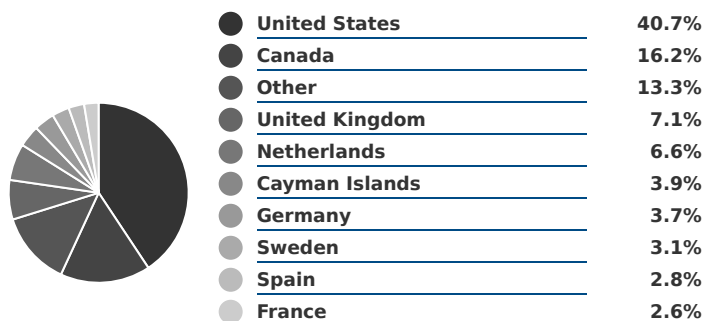 United States 40.7%
Canada 16.2%
Other 13.3%
United Kingdom 7.1%
Netherlands 6.6%
Cayman Islands 3.9%
Germany 3.7%
Sweden 3.1%
Spain 2.8%
France 2.6%